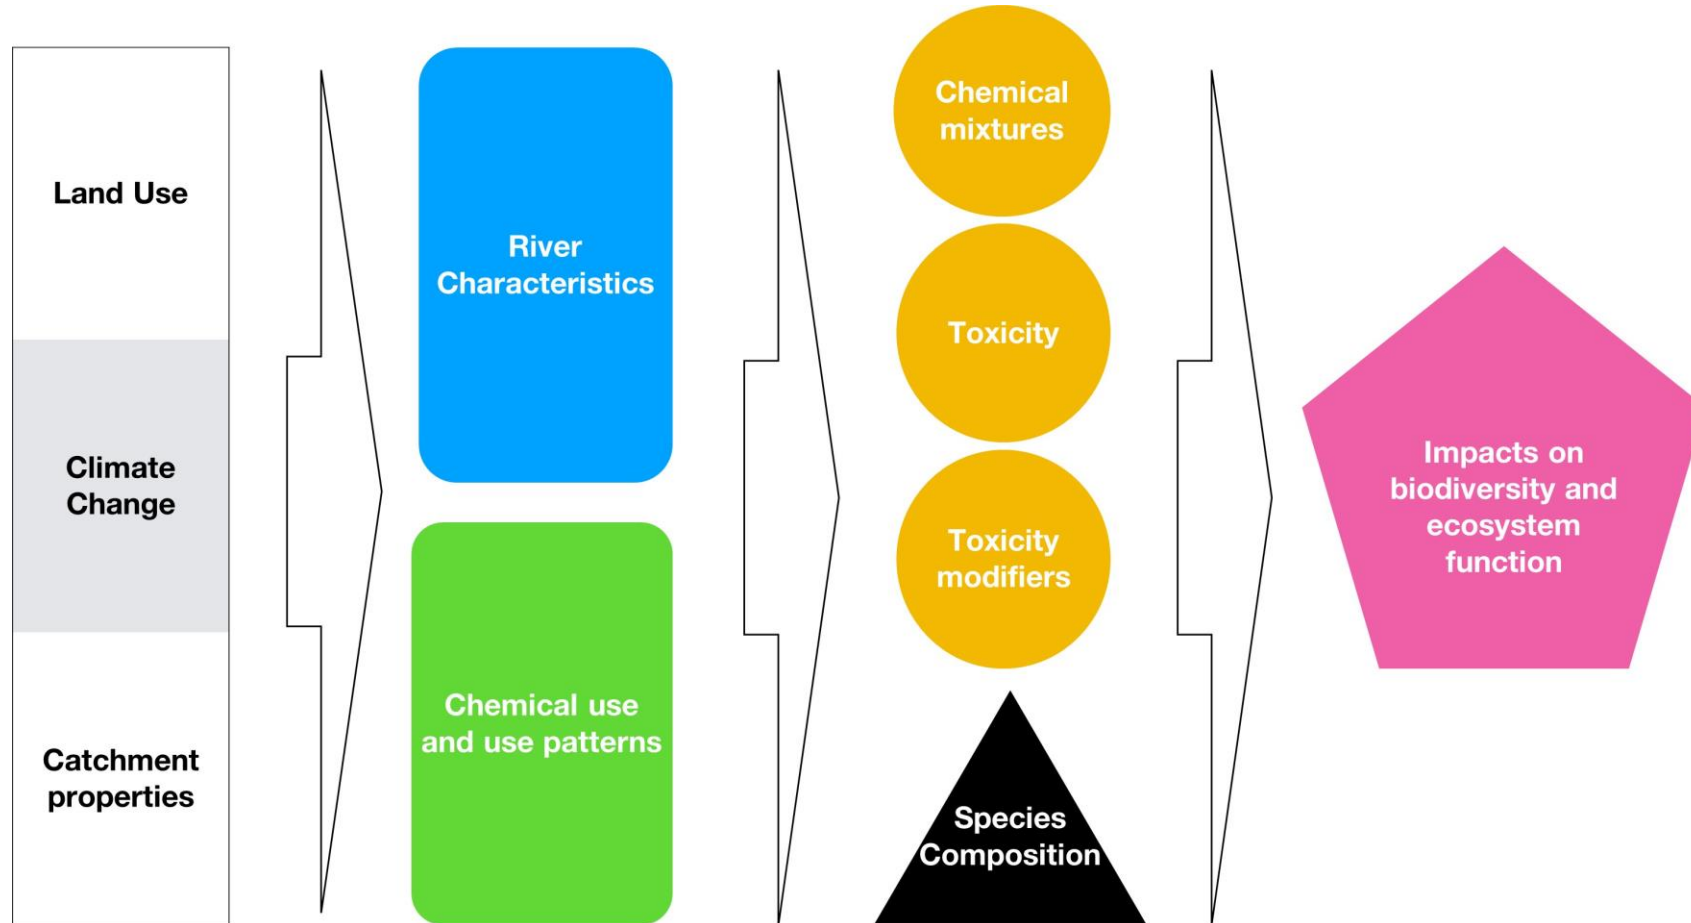 Land Use
Climate
Change
Catchment
properties
River
Characteristics
Chemical use
and use patterns
Chemical
mixtures
Toxicity
Toxicity
modifiers
Species
Composition
Impacts on
biodiversity and
ecosystem
function